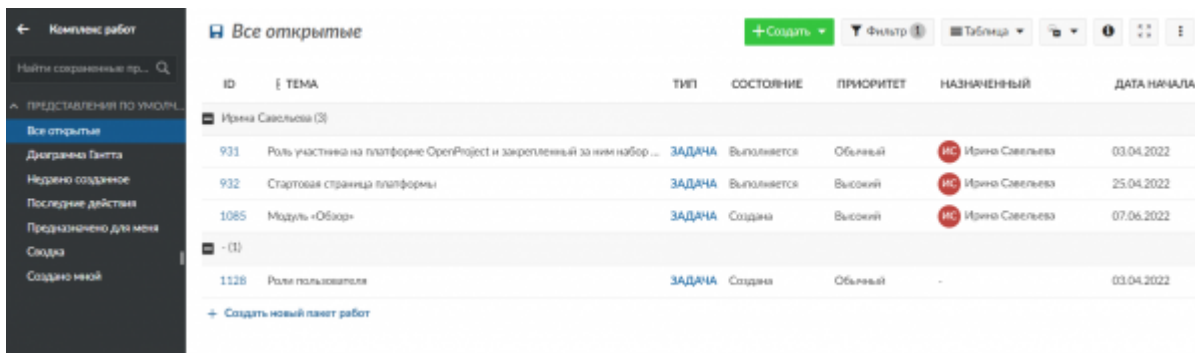 ← Комплекс работ
Найти сохраненные пр...
ПРЕДСТАВЛЕНИЯ ПО УМОЛЧ...
Все открытые
Диаграмма Гантта
Недавно созданное
Последние действия
Предназначено для меня
Сводка
Создано мной
Все открытые
+ Создать Фильтр 1 Таблица
ID ТЕМА ТИП СОСТОЯНИЕ ПРИОРИТЕТ НАЗНАЧЕННЫЙ ДАТА НАЧАЛА
Ирина Савельева (3)
931 Роль участника на платформе OpenProject и закрепленный за ним набор ... ЗАДАЧА Выполняется Обычный ИС Ирина Савельева 03.04.2022
932 Стартовая страница платформы ЗАДАЧА Выполняется Высокий ИС Ирина Савельева 25.04.2022
1085 Модуль «Обзор» ЗАДАЧА Создана Высокий ИС Ирина Савельева 07.06.2022
- (1)
1128 Роли пользователя ЗАДАЧА Создана Обычный - 03.04.2022
+ Создать новый пакет работ